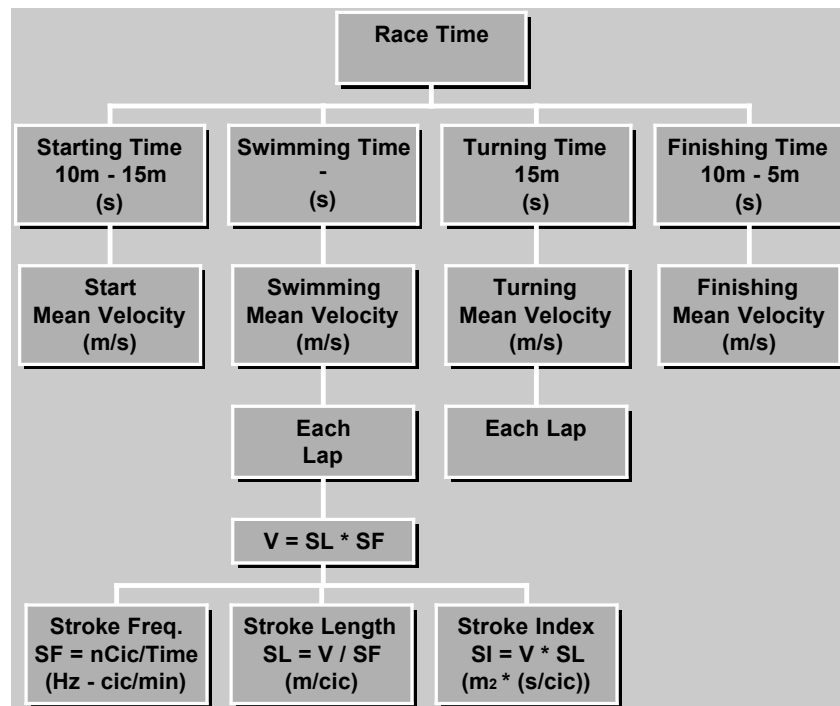 Race Time
Starting Time
10m - 15m
(s)
Swimming Time
-
(s)
Turning Time
15m
(s)
Finishing Time
10m - 5m
(s)
Start
Mean Velocity
(m/s)
Swimming
Mean Velocity
(m/s)
Turning
Mean Velocity
(m/s)
Finishing
Mean Velocity
(m/s)
Each
Lap
Each Lap
V = SL * SF
Stroke Freq.
SF = nCic/Time
(Hz - cic/min)
Stroke Length
SL = V / SF
(m/cic)
Stroke Index
SI = V * SL
(m₂ * (s/cic))